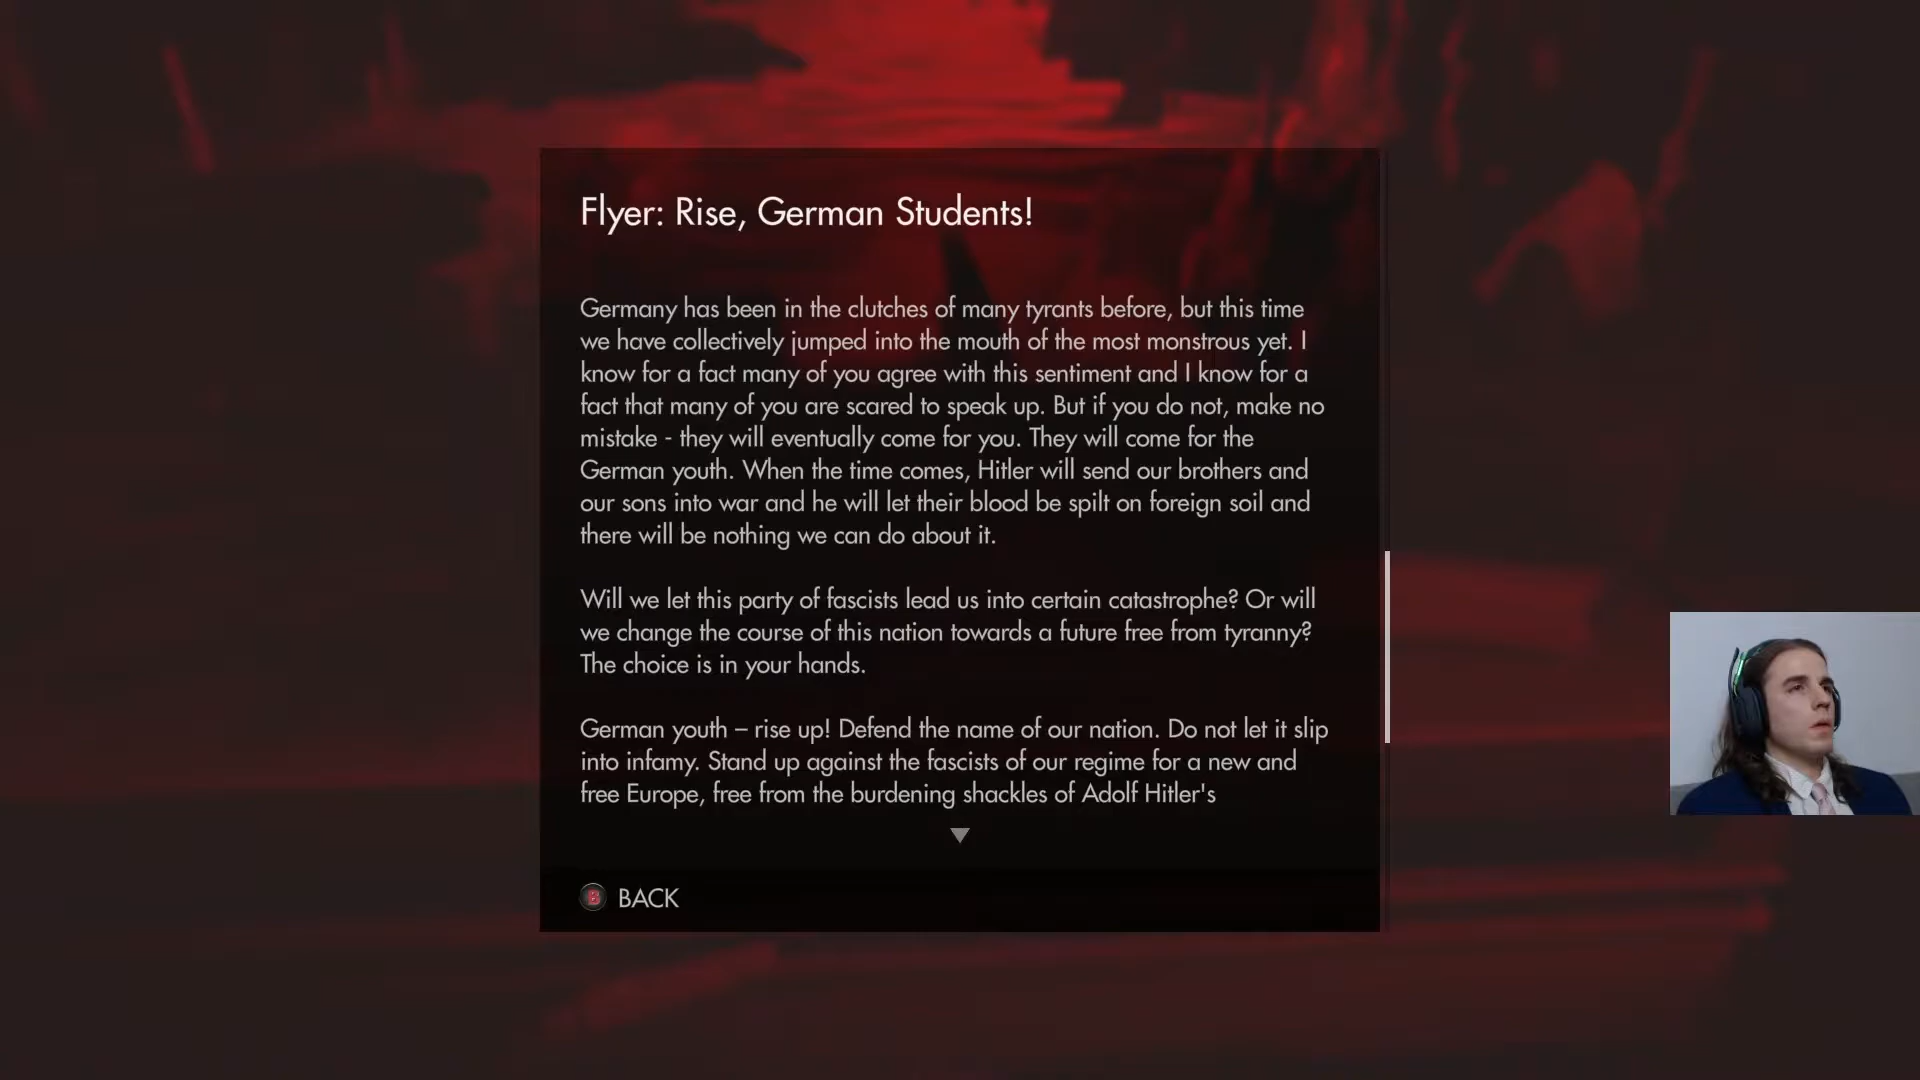 Flyer: Rise, German Students!
Germany has been in the clutches of many tyrants before, but this time
we have collectively jumped into the mouth of the most monstrous yet. I
know for a fact many of you agree with this sentiment and I know for a
fact that many of you are scared to speak up. But if you do not, make no
mistake - they will eventually come for you. They will come for the
German youth. When the time comes, Hitler will send our brothers and
our sons into war and he will let their blood be spilt on foreign soil and
there will be nothing we can do about it.
Will we let this party of fascists lead us into certain catastrophe? Or will
we change the course of this nation towards a future free from tyranny?
The choice is in your hands.
German youth – rise up! Defend the name of our nation. Do not let it slip
into infamy. Stand up against the fascists of our regime for a new and
free Europe, free from the burdening shackles of Adolf Hitler's
B BACK